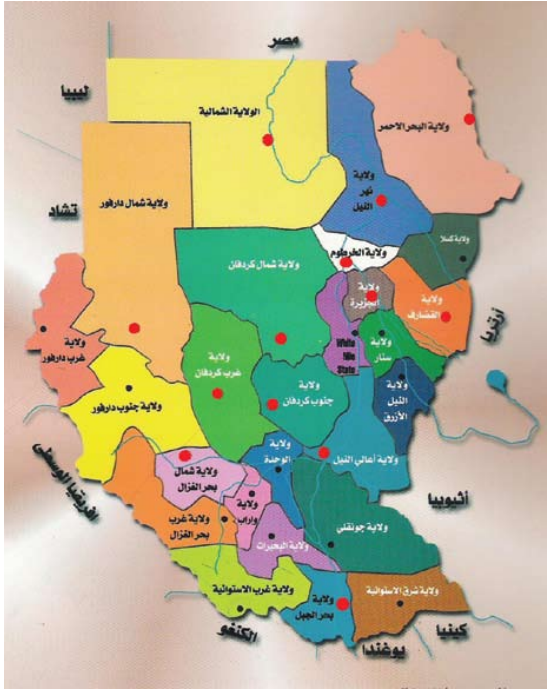 مصر
ليبيا
الولاية الشمالية
ولاية البحر الاحمر
ولاية
نهر
النيل
ولاية شمال دارفور
تشاد
ولاية كسلا
ولاية الخرطوم
ولاية شمال كردفان
ولاية
الجزيرة
ولاية
القضارف
أرتريا
ولاية
غرب دارفور
ولاية
غرب كردفان
White
Nile
State
ولاية
سنار
ولاية
جنوب كردفان
ولاية
النيل
الأزرق
ولاية جنوب دارفور
افريقيا الوسطى
ولاية شمال
بحر الغزال
ولاية
الوحدة
ولاية أعالي النيل
أثيوبيا
ولاية
واراب
ولاية غرب
بحر الغزال
ولاية البحيرات
ولاية جونقلي
ولاية غرب الاستوائية
ولاية
بحر الجبل
ولاية شرق الاستوائية
الكنغو
يوغندا
كينيا